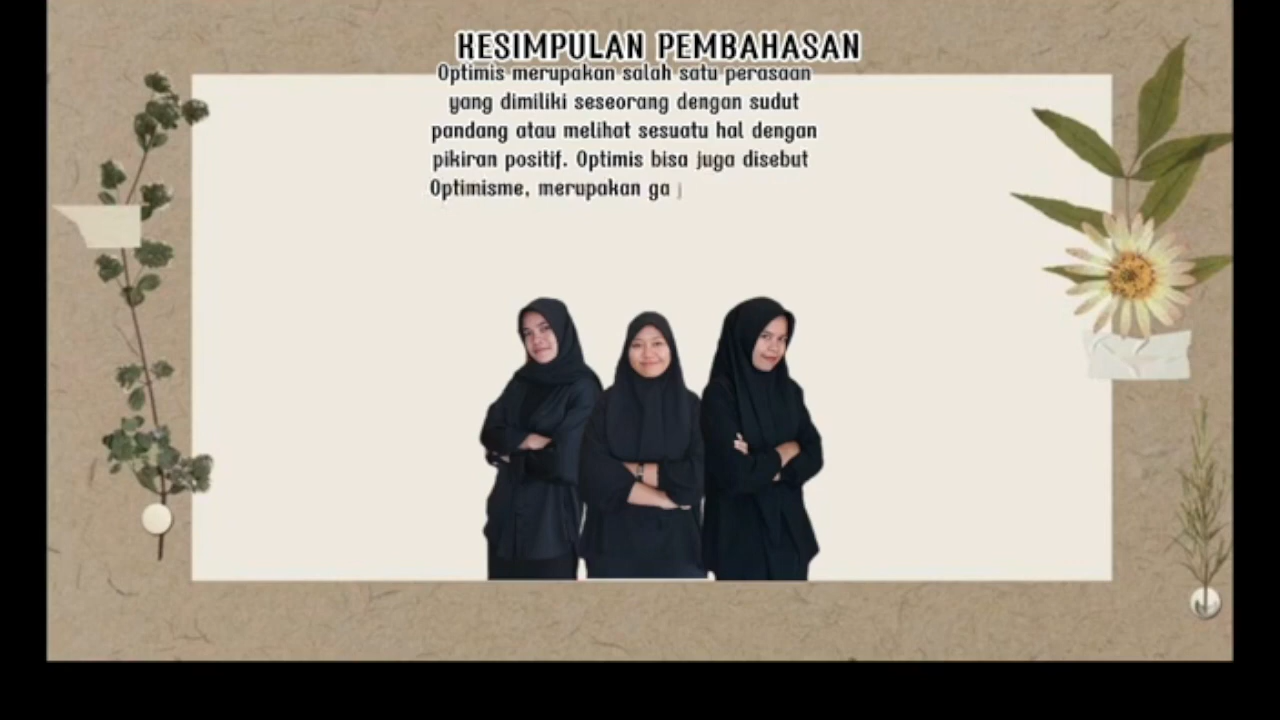 KESIMPULAN PEMBAHASAN
Optimis merupakan salah satu perasaan
yang dimiliki seseorang dengan sudut
pandang atau melihat sesuatu hal dengan
pikiran positif. Optimis bisa juga disebut
Optimisme, merupakan ga